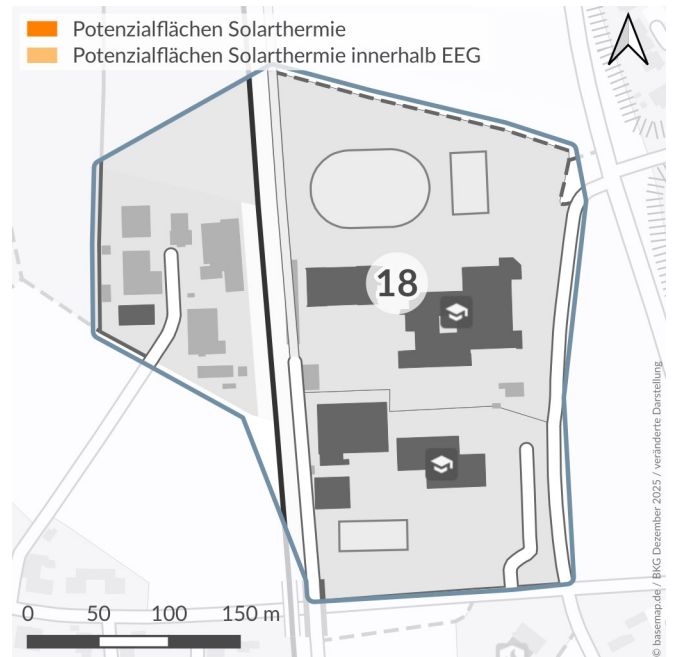 Potenzialflächen Solarthermie
Potenzialflächen Solarthermie innerhalb EEG
18
0 50 100 150 m
© basemap.de / BKG Dezember 2025 / veränderte Darstellung